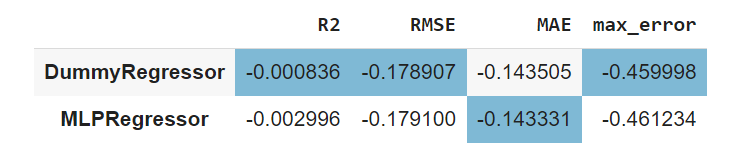 R2 RMSE MAE max_error
DummyRegressor -0.000836 -0.178907 -0.143505 -0.459998
MLPRegressor -0.002996 -0.179100 -0.143331 -0.461234